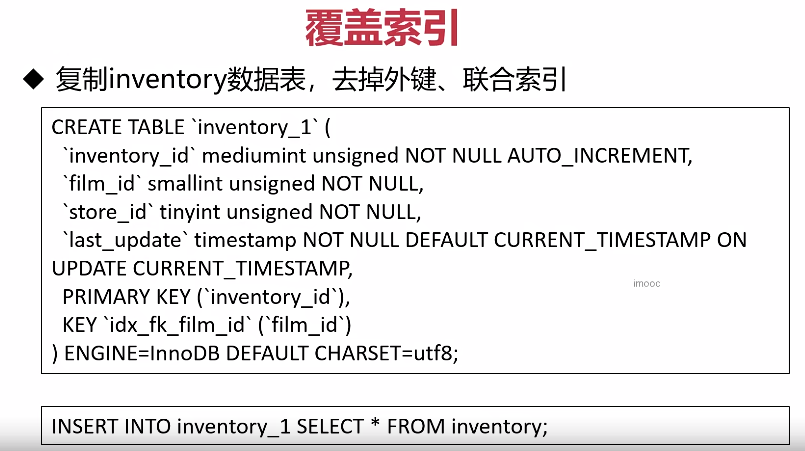 覆盖索引
◆ 复制inventory数据表，去掉外键、联合索引
CREATE TABLE `inventory_1` (
`inventory_id` mediumint unsigned NOT NULL AUTO_INCREMENT,
`film_id` smallint unsigned NOT NULL,
`store_id` tinyint unsigned NOT NULL,
`last_update` timestamp NOT NULL DEFAULT CURRENT_TIMESTAMP ON
UPDATE CURRENT_TIMESTAMP,
PRIMARY KEY (`inventory_id`),
KEY `idx_fk_film_id` (`film_id`)
) ENGINE=InnoDB DEFAULT CHARSET=utf8;
imooc
INSERT INTO inventory_1 SELECT * FROM inventory;